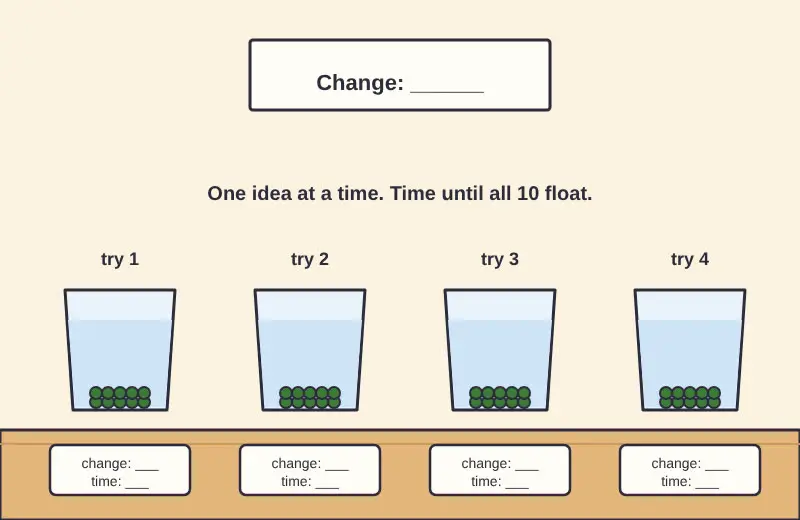 Change: ______
One idea at a time. Time until all 10 float.
try 1
try 2
try 3
try 4
change: ___
time: ___
change: ___
time: ___
change: ___
time: ___
change: ___
time: ___